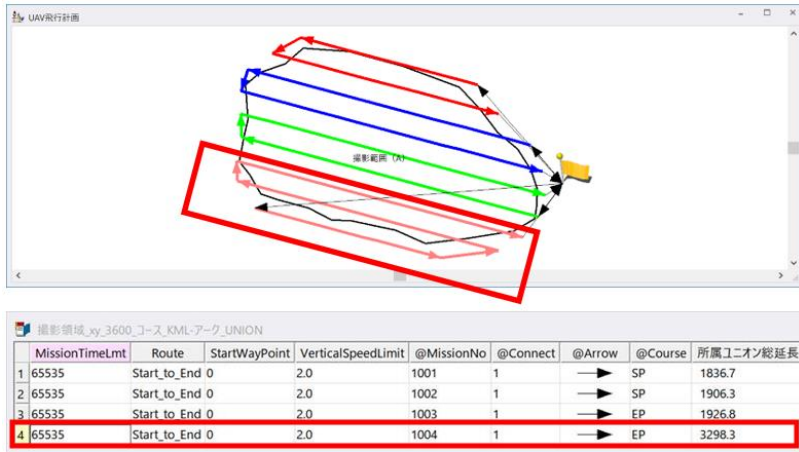 UAV飛行計画
撮影範囲 (A)
撮影領域_xy_3600_コース_KML-アーク_UNION
MissionTimeLmt Route StartWayPoint VerticalSpeedLimit @MissionNo @Connect @Arrow @Course 所属ユニオン総延長
1 65535 Start_to_End 0 2.0 1001 1 SP 1836.7
2 65535 Start_to_End 0 2.0 1002 1 SP 1906.3
3 65535 Start_to_End 0 2.0 1003 1 EP 1926.8
4 65535 Start_to_End 0 2.0 1004 1 EP 3298.3